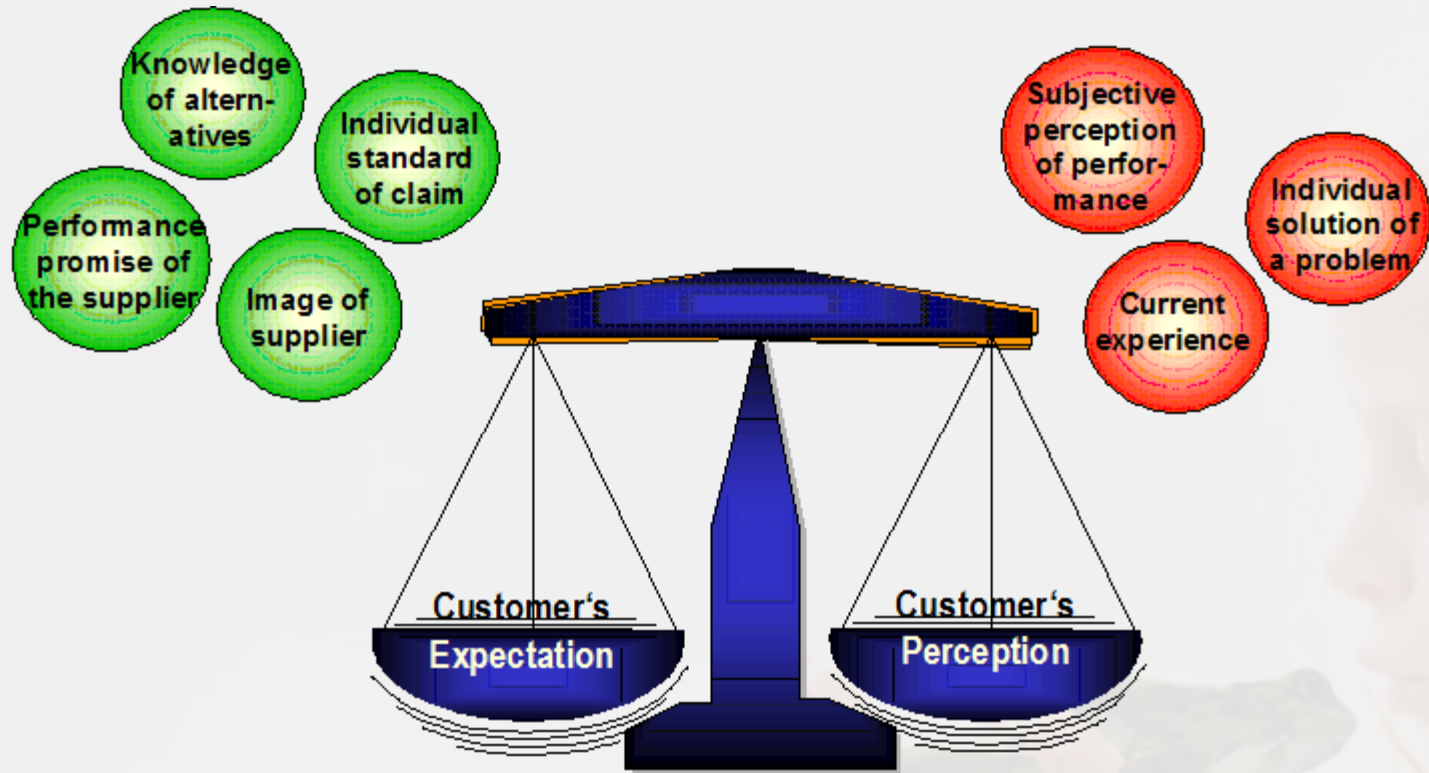 Knowledge
of altern-
atives
Individual
standard
of claim
Performance
promise of
the supplier
Image of
supplier
Subjective
perception
of perfor-
mance
Individual
solution of
a problem
Current
experience
Customer‘s
Expectation
Customer‘s
Perception